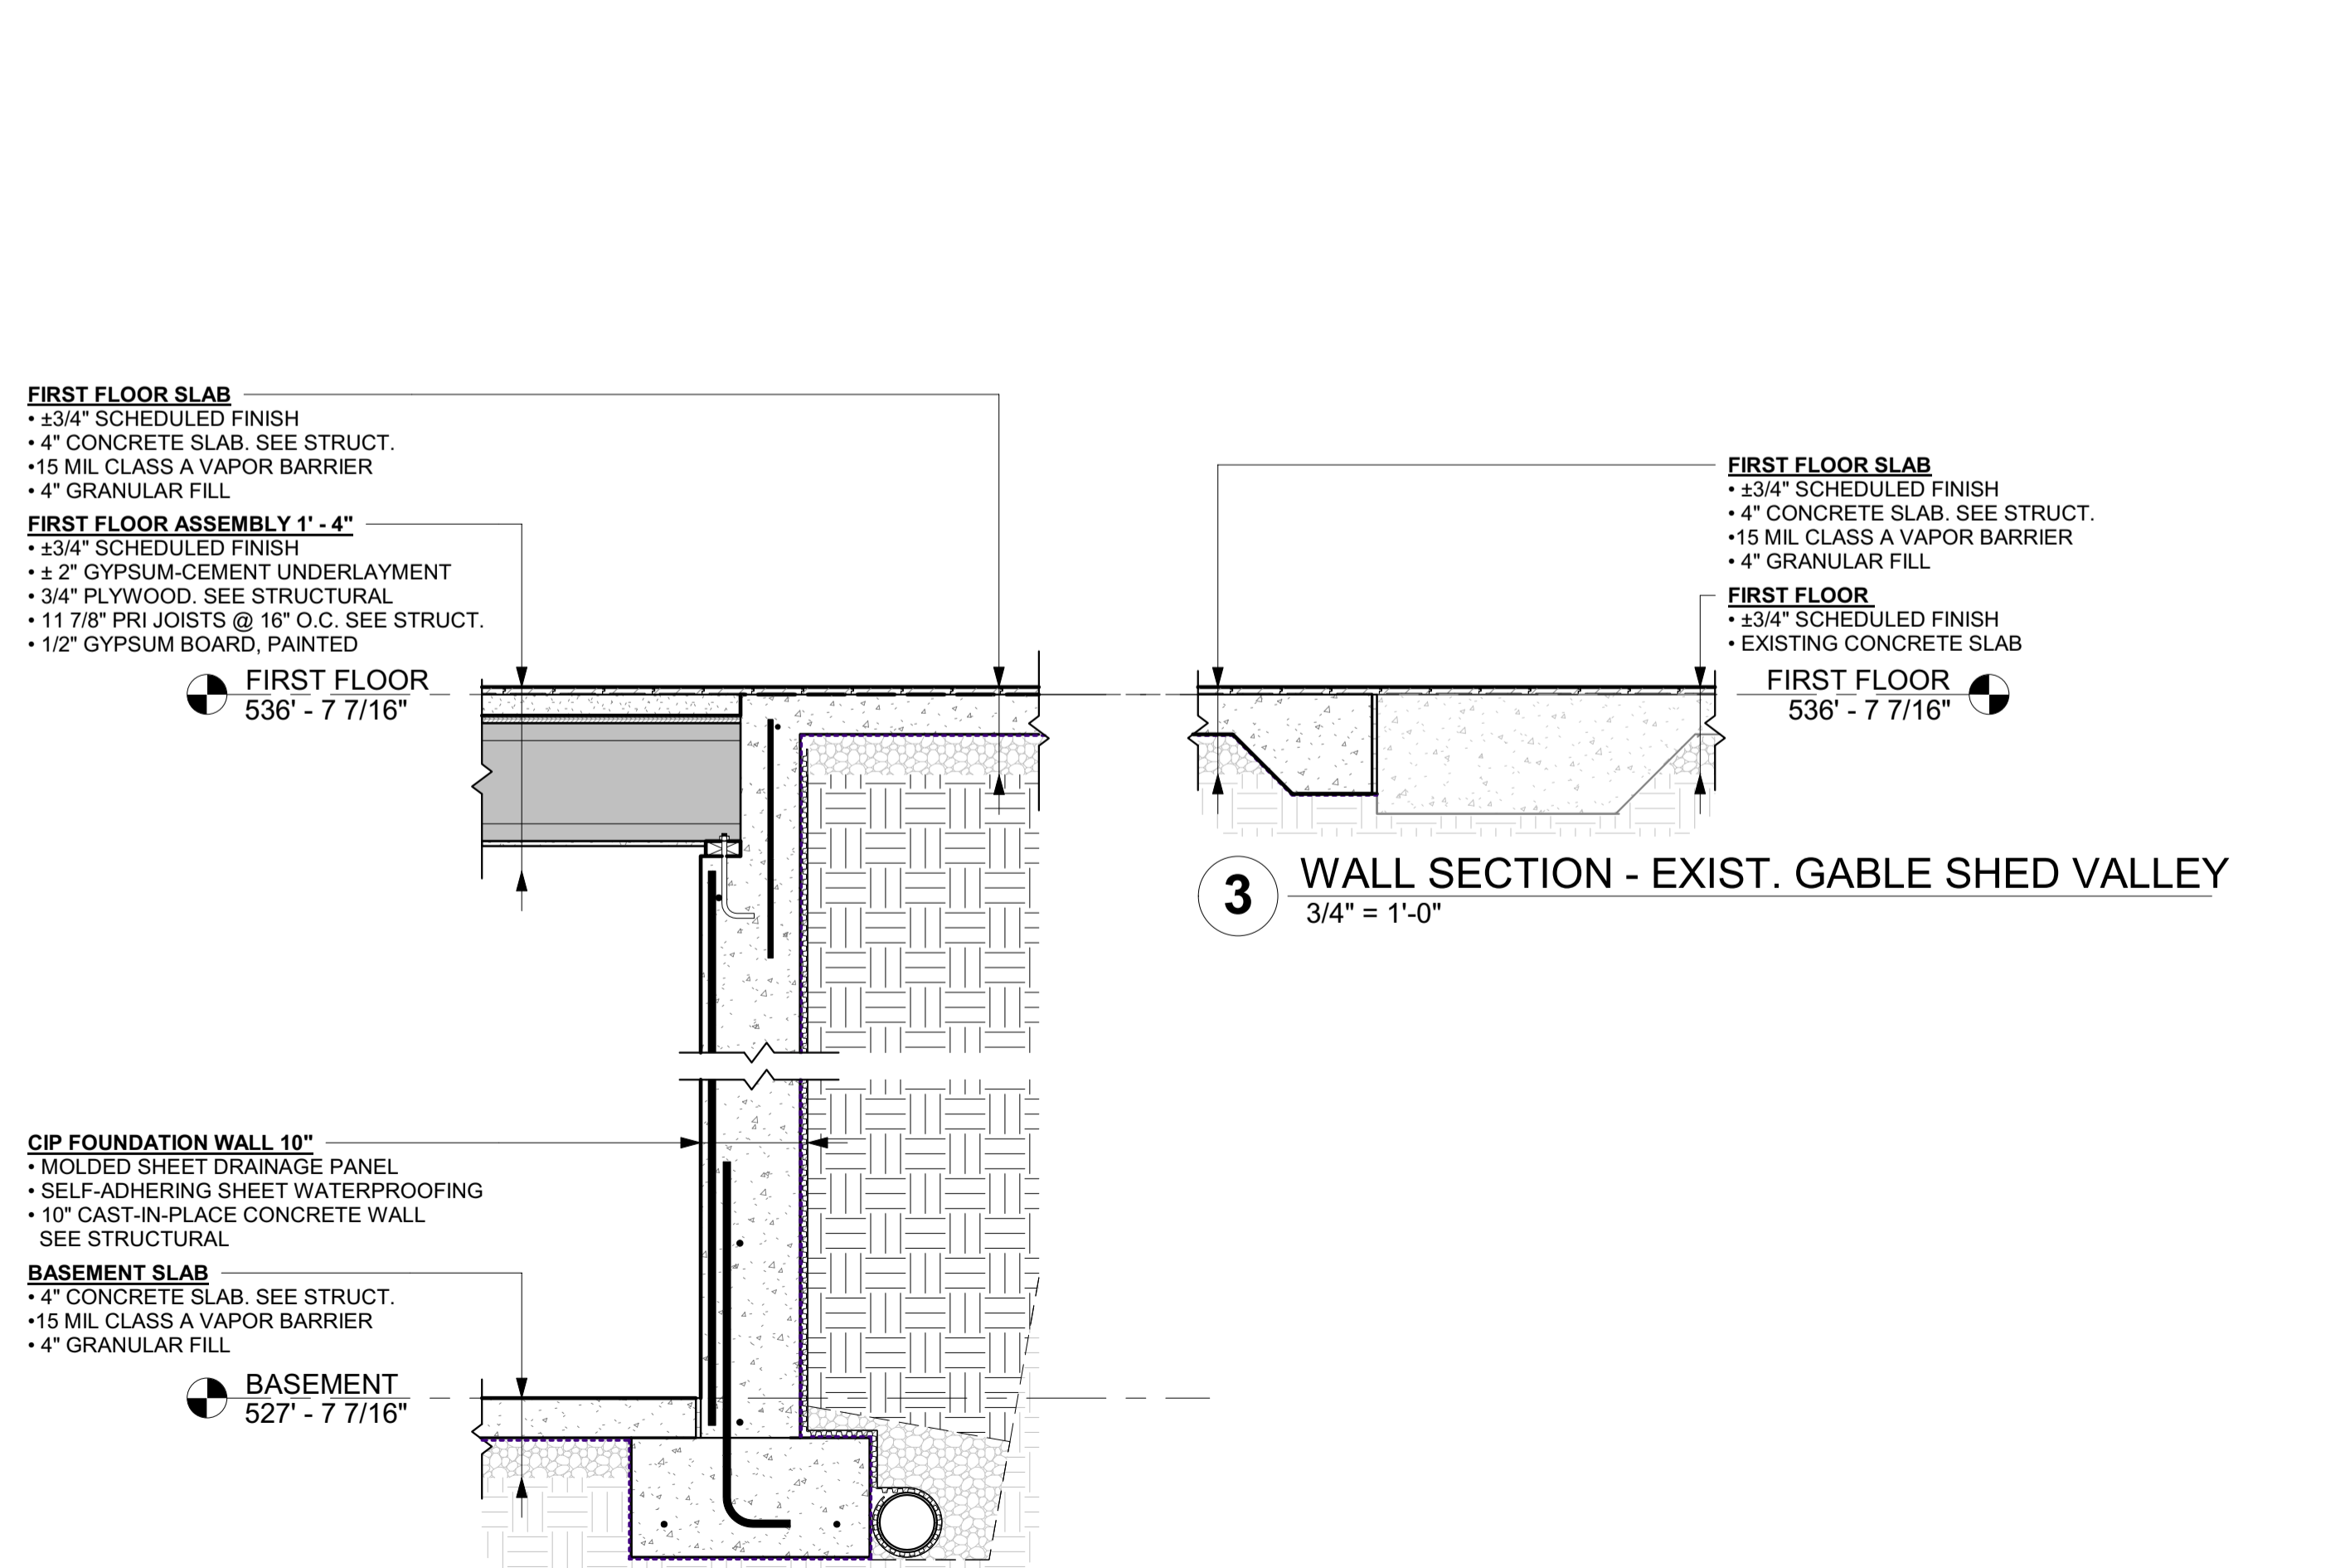 FIRST FLOOR SLAB
• ±3/4" SCHEDULED FINISH
• 4" CONCRETE SLAB. SEE STRUCT.
•15 MIL CLASS A VAPOR BARRIER
• 4" GRANULAR FILL
FIRST FLOOR ASSEMBLY 1' - 4"
• ±3/4" SCHEDULED FINISH
• ± 2" GYPSUM-CEMENT UNDERLAYMENT
• 3/4" PLYWOOD. SEE STRUCTURAL
• 11 7/8" PRI JOISTS @ 16" O.C. SEE STRUCT.
• 1/2" GYPSUM BOARD, PAINTED
FIRST FLOOR
536' - 7 7/16"
CIP FOUNDATION WALL 10"
• MOLDED SHEET DRAINAGE PANEL
• SELF-ADHERING SHEET WATERPROOFING
• 10" CAST-IN-PLACE CONCRETE WALL
SEE STRUCTURAL
BASEMENT SLAB
• 4" CONCRETE SLAB. SEE STRUCT.
•15 MIL CLASS A VAPOR BARRIER
• 4" GRANULAR FILL
BASEMENT
527' - 7 7/16"
FIRST FLOOR SLAB
• ±3/4" SCHEDULED FINISH
• 4" CONCRETE SLAB. SEE STRUCT.
•15 MIL CLASS A VAPOR BARRIER
• 4" GRANULAR FILL
FIRST FLOOR
• ±3/4" SCHEDULED FINISH
• EXISTING CONCRETE SLAB
FIRST FLOOR
536' - 7 7/16"
3
WALL SECTION - EXIST. GABLE SHED VALLEY
3/4" = 1'-0"